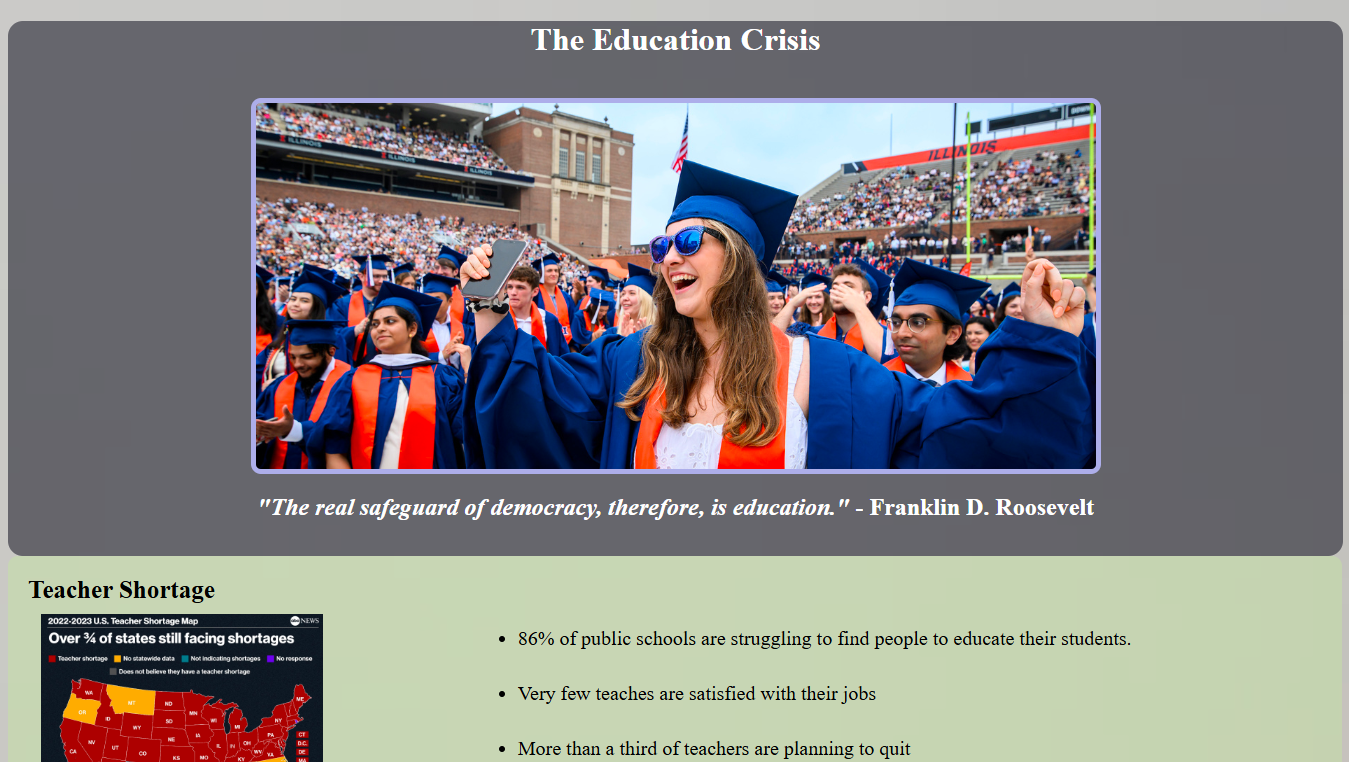 The Education Crisis
ILLINOIS
ILLINOIS
ILLINOIS
ILLINOIS
"The real safeguard of democracy, therefore, is education." - Franklin D. Roosevelt
Teacher Shortage
2022-2023 U.S. Teacher Shortage Map
abc NEWS
Over ¾ of states still facing shortages
Teacher shortage No statewide data Not indicating shortages No response
Does not believe they have a teacher shortage
WA MT ND MN ME
OR ID SD WI MI NY
WY NE IA PA CT
NV UT CO IL IN OH D.C.
CA KS MO KY WV VA DE
MA
• 86% of public schools are struggling to find people to educate their students.
• Very few teaches are satisfied with their jobs
• More than a third of teachers are planning to quit